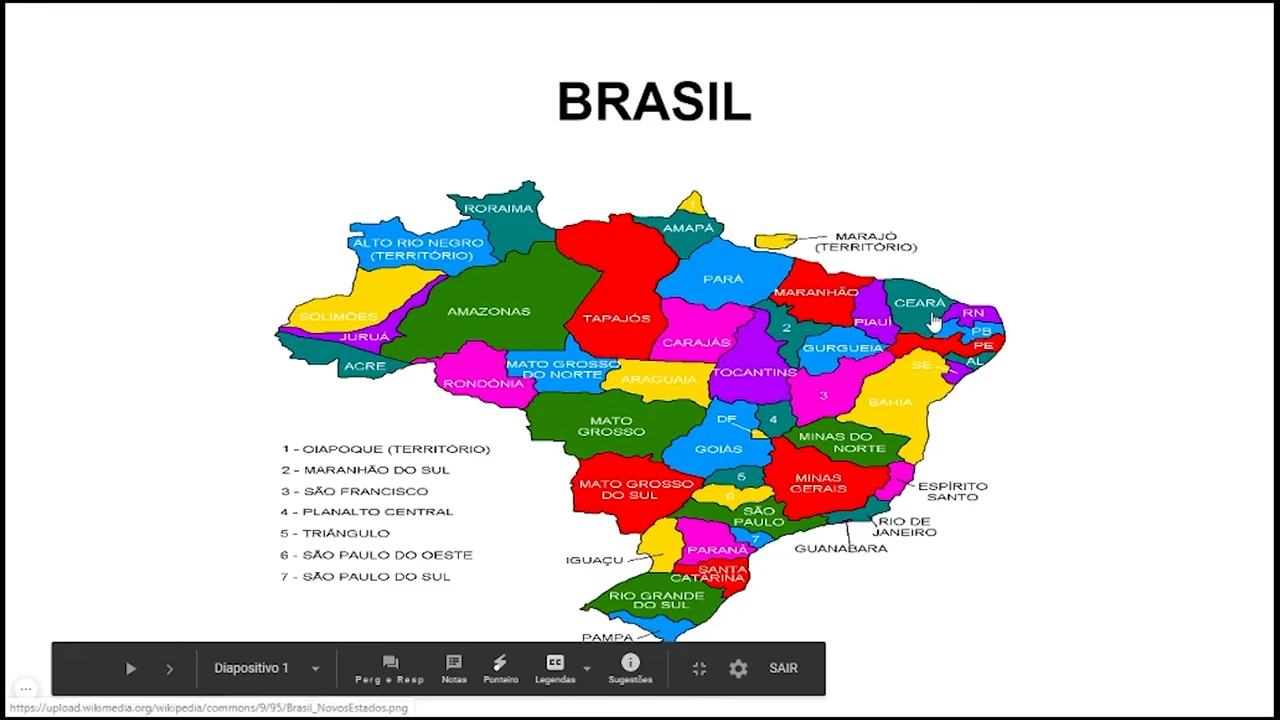 BRASIL
RORAIMA
1
AMAPÁ
MARAJÓ
(TERRITÓRIO)
ALTO RIO NEGRO
(TERRITÓRIO)
PARÁ
MARANHÃO
CEARÁ
SOLIMÕES
AMAZONAS
TAPAJÓS
PIAUÍ
RN
2
PB
JURUÁ
CARAJÁS
GURGUEIA
PE
ACRE
MATO GROSSO
DO NORTE
TOCANTINS
SE
AL
RONDÔNIA
ARAGUAIA
3
BAHIA
MATO
GROSSO
DF
4
MINAS DO
NORTE
GOIÁS
MATO GROSSO
DO SUL
5
MINAS
GERAIS
ESPÍRITO
SANTO
6
SÃO
PAULO
RIO DE
JANEIRO
GUANABARA
7
IGUAÇU
PARANÁ
SANTA
CATARINA
RIO GRANDE
DO SUL
PAMPA
1 - OIAPOQUE (TERRITÓRIO)
2 - MARANHÃO DO SUL
3 - SÃO FRANCISCO
4 - PLANALTO CENTRAL
5 - TRIÂNGULO
6 - SÃO PAULO DO OESTE
7 - SÃO PAULO DO SUL
Diapositivo 1
Perg e Resp
Notas
Ponteiro
CC
Legendas
Sugestões
SAIR
https://upload.wikimedia.org/wikipedia/commons/9/95/Brasil_NovosEstados.png